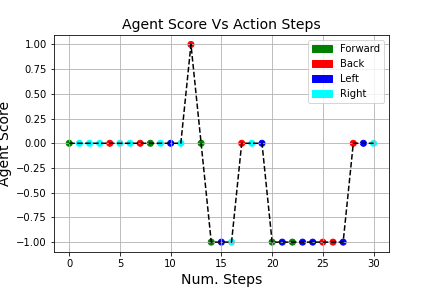 Agent Score Vs Action Steps
Agent Score
1.00
0.75
0.50
0.25
0.00
−0.25
−0.50
−0.75
−1.00
Forward
Back
Left
Right
0 5 10 15 20 25 30
Num. Steps